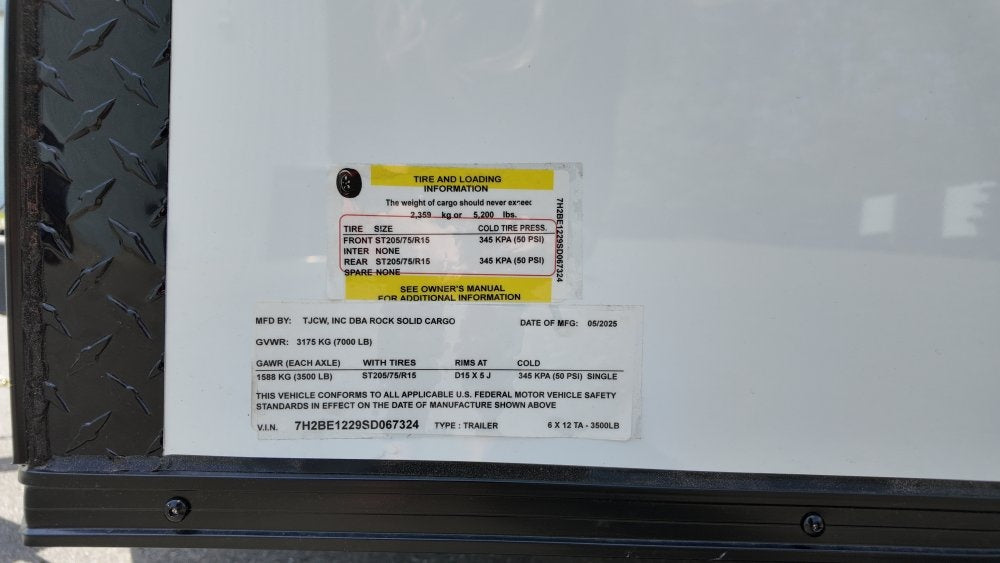 TIRE AND LOADING
INFORMATION
The weight of cargo should never exceed
2,359 kg or 5,200 lbs.
TIRE SIZE COLD TIRE PRESS.
FRONT ST205/75/R15 345 KPA (50 PSI)
INTER NONE
REAR ST205/75/R15 345 KPA (50 PSI)
SPARE NONE
SEE OWNER'S MANUAL
FOR ADDITIONAL INFORMATION
7H2BE1229SD067324
MFD BY: TJCW, INC DBA ROCK SOLID CARGO DATE OF MFG: 05/2025
GVWR: 3175 KG (7000 LB)
GAWR (EACH AXLE) WITH TIRES RIMS AT COLD
1588 KG (3500 LB) ST205/75/R15 D15 X 5 J 345 KPA (50 PSI) SINGLE
THIS VEHICLE CONFORMS TO ALL APPLICABLE U.S. FEDERAL MOTOR VEHICLE SAFETY
STANDARDS IN EFFECT ON THE DATE OF MANUFACTURE SHOWN ABOVE
V.I.N. 7H2BE1229SD067324 TYPE : TRAILER 6 X 12 TA - 3500LB